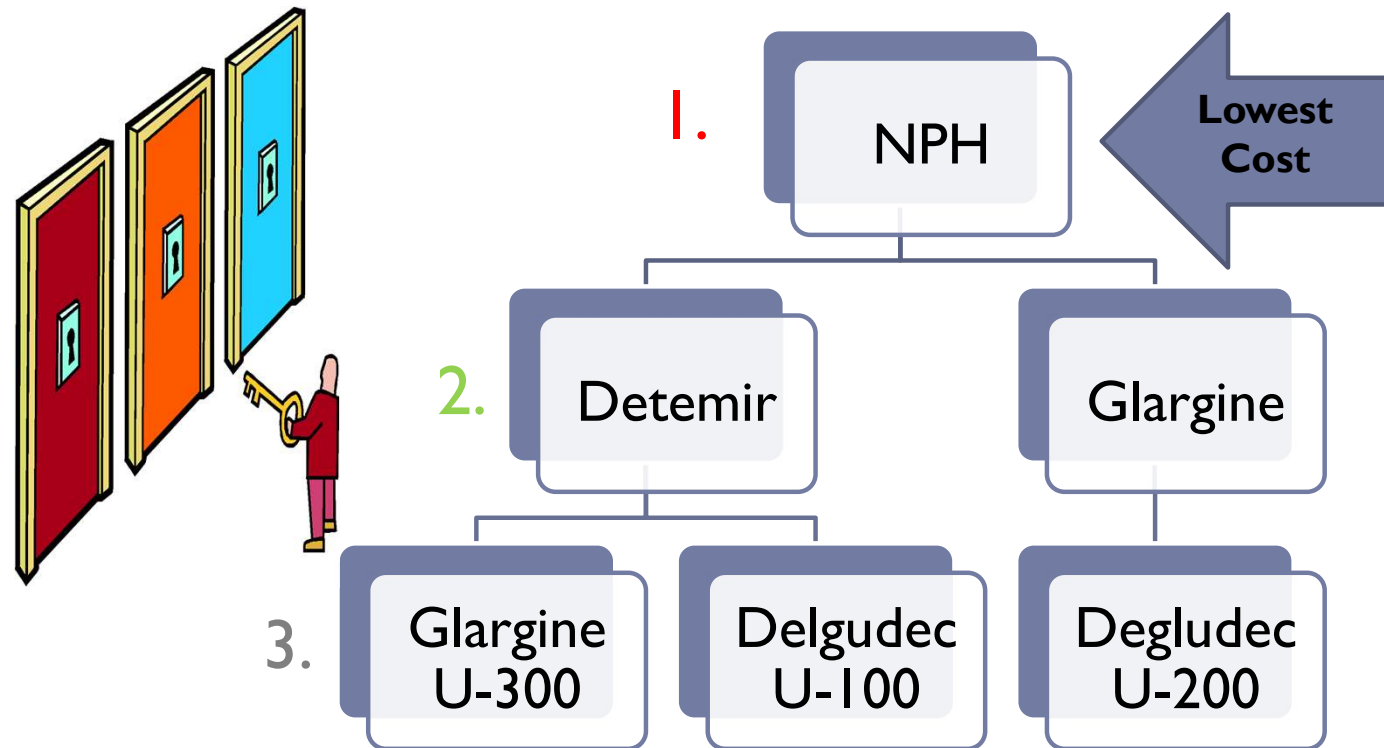 1.
NPH
Lowest
Cost
2.
Detemir
Glargine
3.
Glargine
U-300
Delgudec
U-100
Degludec
U-200